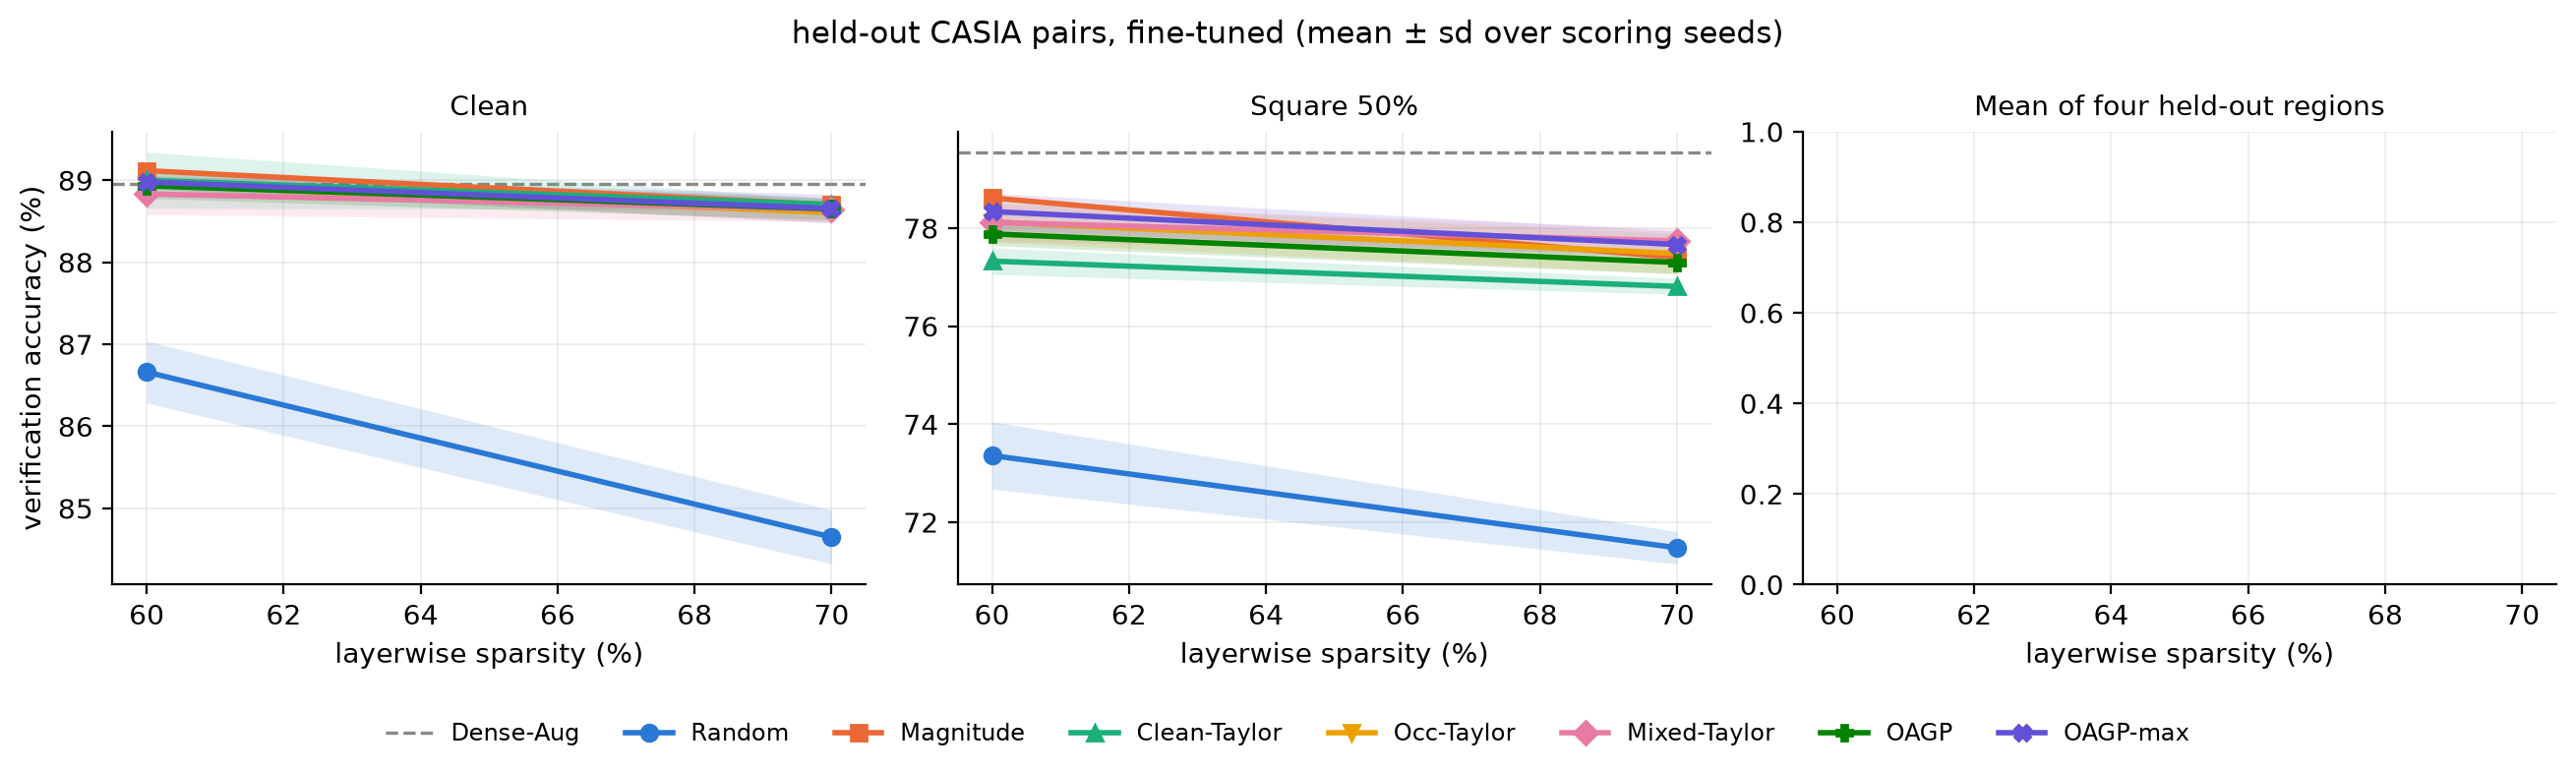 held-out CASIA pairs, fine-tuned (mean ± sd over scoring seeds)
Clean
verification accuracy (%)
89
88
87
86
85
60 62 64 66 68 70
layerwise sparsity (%)
Square 50%
78
76
74
72
60 62 64 66 68 70
layerwise sparsity (%)
Mean of four held-out regions
1.0
0.8
0.6
0.4
0.2
0.0
60 62 64 66 68 70
layerwise sparsity (%)
Dense-Aug Random Magnitude Clean-Taylor Occ-Taylor Mixed-Taylor OAGP OAGP-max